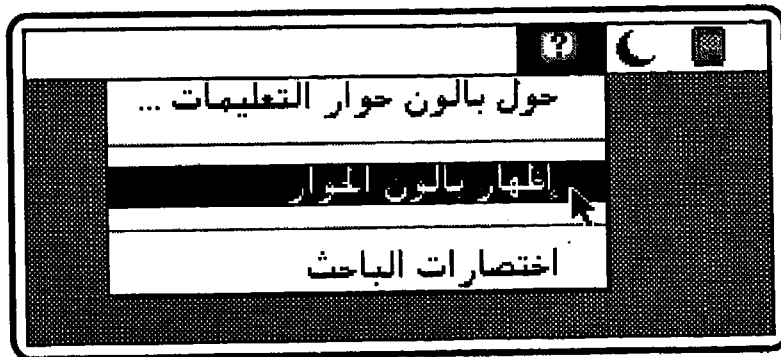 حول بالون حوار التعليمات ...
إظهار بالون الحوار
اختصارات الباحث